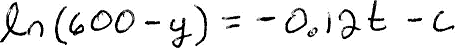 ln(600-y) = -0.12t - c